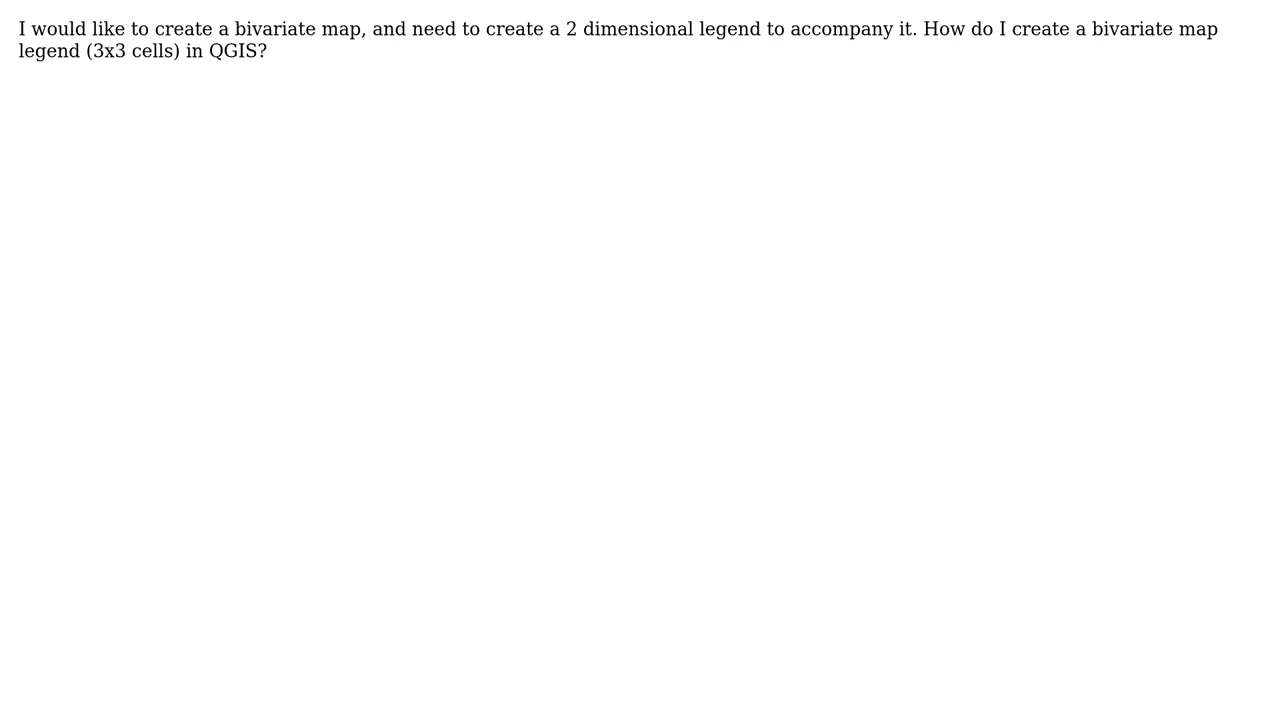 I would like to create a bivariate map, and need to create a 2 dimensional legend to accompany it. How do I create a bivariate map
legend (3x3 cells) in QGIS?